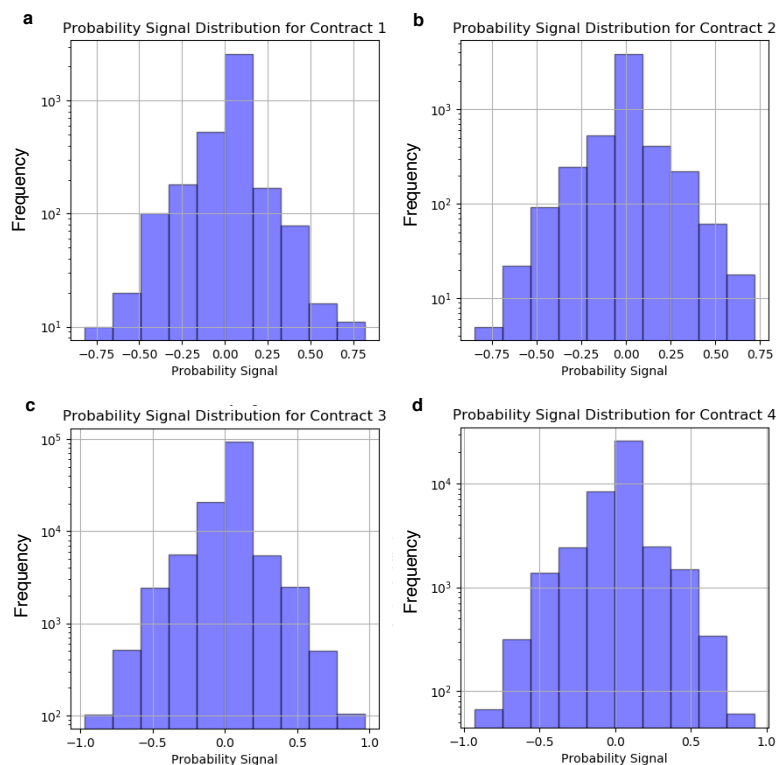 a
Probability Signal Distribution for Contract 1
Frequency
10³
10²
10¹
−0.75 −0.50 −0.25 0.00 0.25 0.50 0.75
Probability Signal
b
Probability Signal Distribution for Contract 2
Frequency
10³
10²
10¹
−0.75 −0.50 −0.25 0.00 0.25 0.50 0.75
Probability Signal
c
Probability Signal Distribution for Contract 3
Frequency
10⁵
10⁴
10³
10²
−1.0 −0.5 0.0 0.5 1.0
Probability Signal
d
Probability Signal Distribution for Contract 4
Frequency
10⁴
10³
10²
−1.0 −0.5 0.0 0.5 1.0
Probability Signal